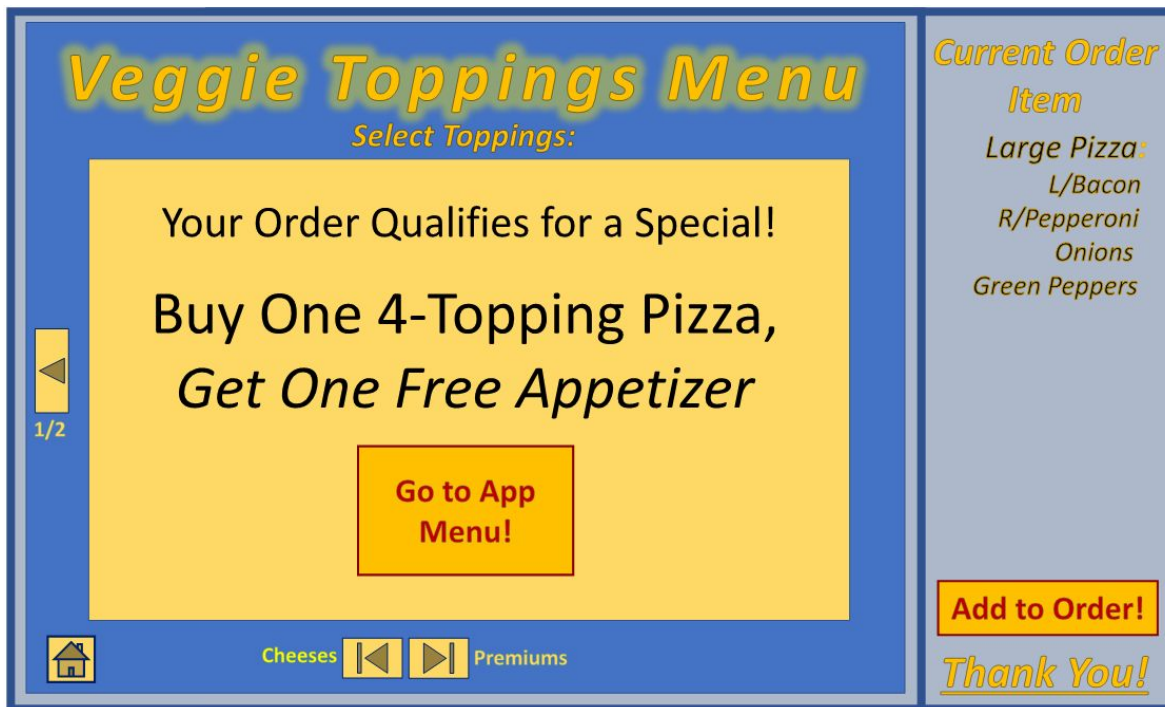 Veggie Toppings Menu
Select Toppings:
Your Order Qualifies for a Special!
Buy One 4-Topping Pizza,
Get One Free Appetizer
Go to App
Menu!
1/2
Cheeses
Premiums
Current Order
Item
Large Pizza:
L/Bacon
R/Pepperoni
Onions
Green Peppers
Add to Order!
Thank You!